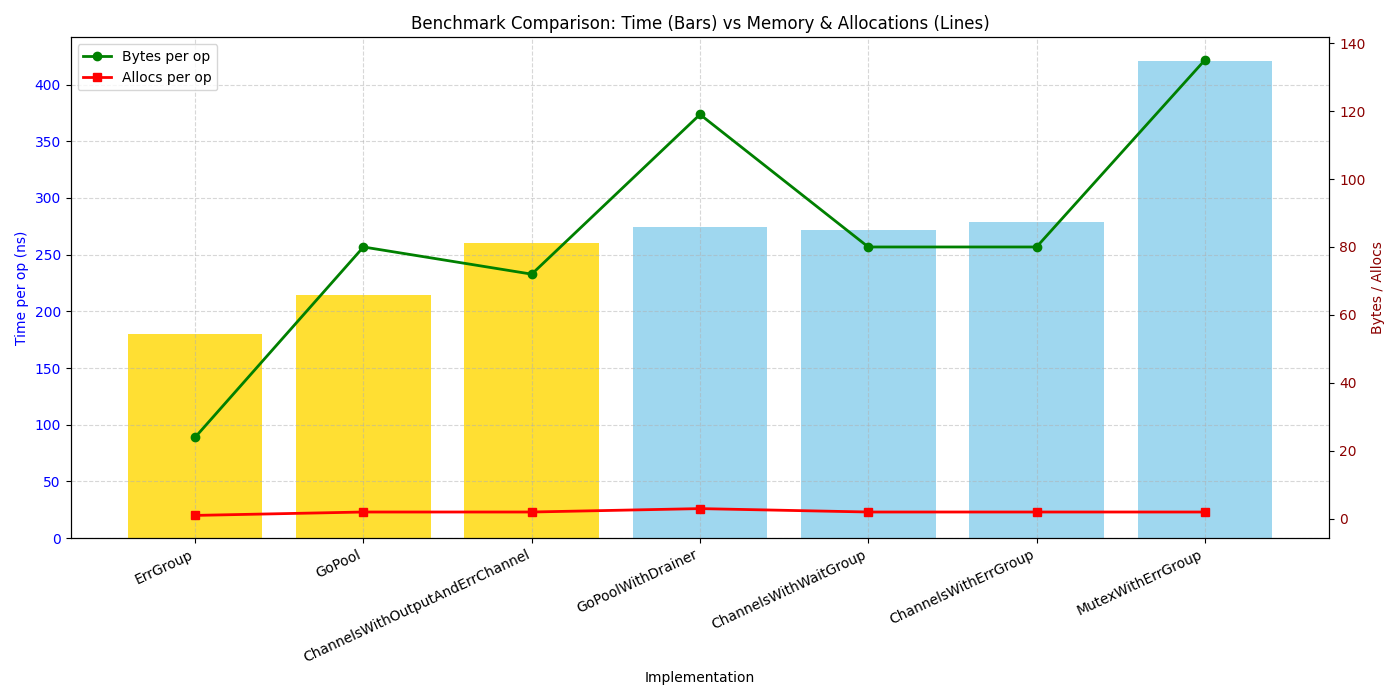 Benchmark Comparison: Time (Bars) vs Memory & Allocations (Lines)
Bytes per op
Allocs per op
Time per op (ns)
400
350
300
250
200
150
100
50
0
140
120
100
80
60
40
20
0
Bytes / Allocs
ErrGroup
GoPool
ChannelsWithOutputAndErrChannel
GoPoolWithDrainer
ChannelsWithWaitGroup
ChannelsWithErrGroup
MutexWithErrGroup
Implementation